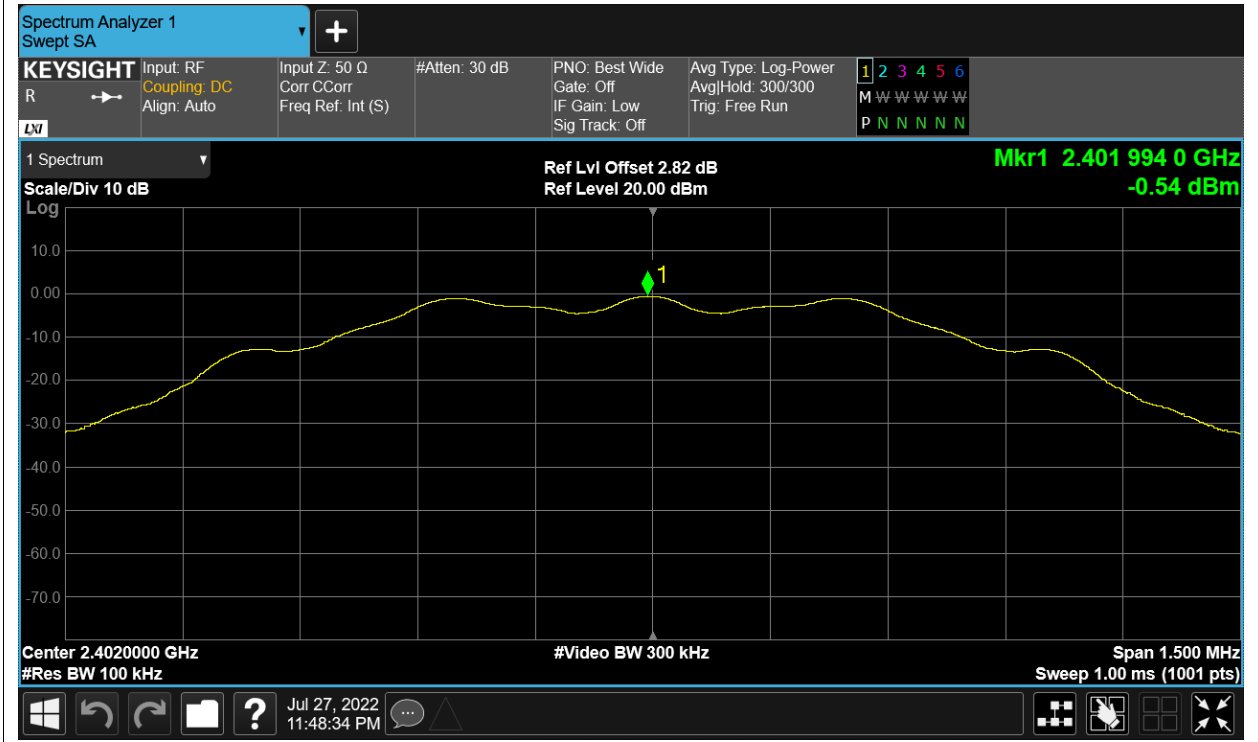 Spectrum Analyzer 1
Swept SA
KEYSIGHT
R
LXI
Input: RF
Coupling: DC
Align: Auto
Input Z: 50 Ω
Corr CCorr
Freq Ref: Int (S)
#Atten: 30 dB
PNO: Best Wide
Gate: Off
IF Gain: Low
Sig Track: Off
Avg Type: Log-Power
Avg|Hold: 300/300
Trig: Free Run
1 2 3 4 5 6
M W W W W W
P N N N N N
1 Spectrum
Scale/Div 10 dB
Log
Ref Lvl Offset 2.82 dB
Ref Level 20.00 dBm
Mkr1 2.401 994 0 GHz
-0.54 dBm
10.0
0.00
-10.0
-20.0
-30.0
-40.0
-50.0
-60.0
-70.0
1
Center 2.4020000 GHz
#Res BW 100 kHz
#Video BW 300 kHz
Span 1.500 MHz
Sweep 1.00 ms (1001 pts)
?
Jul 27, 2022
11:48:34 PM